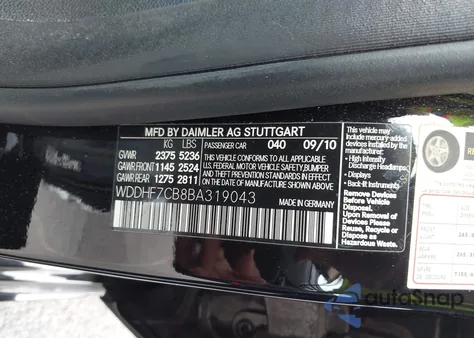 MFD BY DAIMLER AG STUTTGART
KG LBS PASSENGER CAR 040 09/10
GVWR 2375 5236
GAWR FRONT 1145 2524
GAWR REAR 1275 2811
THIS VEHICLE CONFORMS TO ALL APPLICABLE
U.S. FEDERAL MOTOR VEHICLE SAFETY, BUMPER,
AND THEFT PREVENTION STANDARDS IN EFFECT
ON THE DATE OF MANUFACTURE SHOWN ABOVE.
WDDHF7CB8BA319043
MADE IN GERMANY
This vehicle may contain
mercury-added devices
installed by the manufacturer:
• High Intensity
Discharge Headlamps
• Displays
• Back-lit Instruments
Remove Devices
Before Vehicle Disposal.
Upon Removal of Devices
Please Reuse, Recycle
or Dispose as
Hazardous Waste.
autoSnap